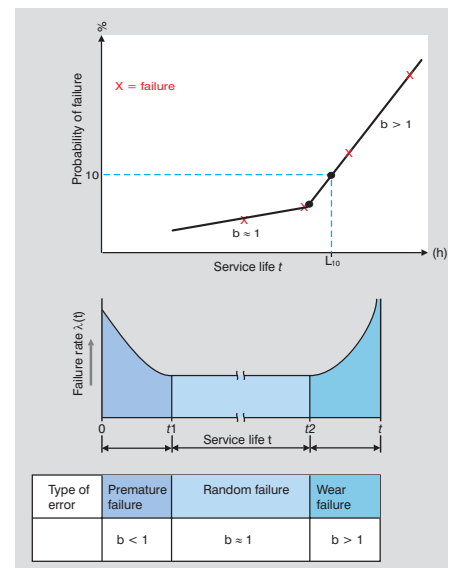 %
Probability of failure
X = failure
b > 1
10
b ≈ 1
(h)
Service life t
L10
Failure rate λ(t)
0
t1
t2
t
Service life t
Type of
error
Premature
failure
Random failure
Wear
failure
b < 1
b ≈ 1
b > 1